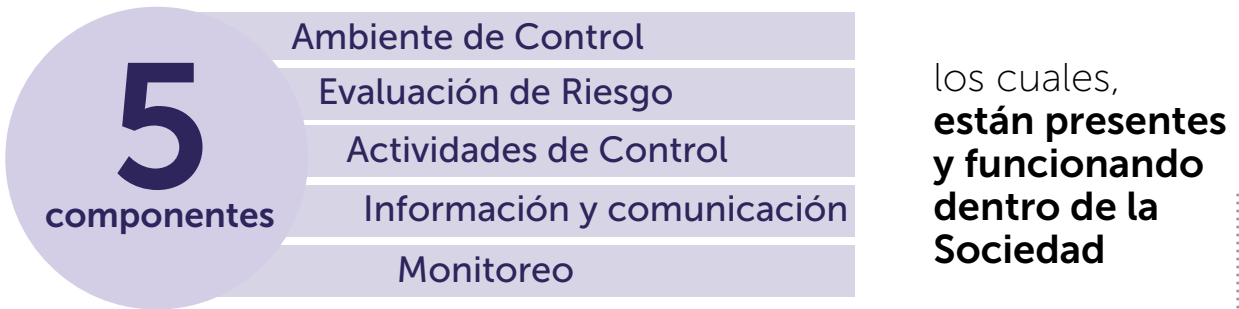 5
componentes
Ambiente de Control
Evaluación de Riesgo
Actividades de Control
Información y comunicación
Monitoreo
los cuales,
están presentes
y funcionando
dentro de la
Sociedad